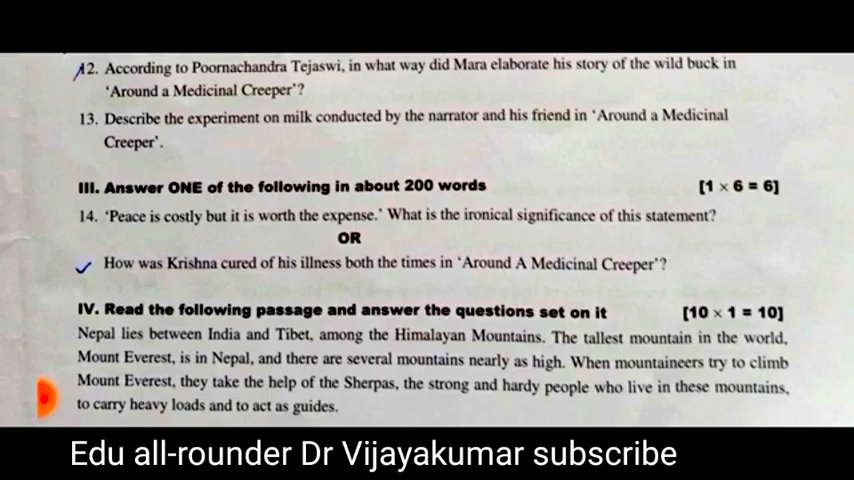 12. According to Poornachandra Tejaswi, in what way did Mara elaborate his story of the wild buck in
'Around a Medicinal Creeper'?
13. Describe the experiment on milk conducted by the narrator and his friend in 'Around a Medicinal
Creeper'.
III. Answer ONE of the following in about 200 words [1 × 6 = 6]
14. 'Peace is costly but it is worth the expense.' What is the ironical significance of this statement?
OR
How was Krishna cured of his illness both the times in 'Around A Medicinal Creeper'?
IV. Read the following passage and answer the questions set on it [10 × 1 = 10]
Nepal lies between India and Tibet, among the Himalayan Mountains. The tallest mountain in the world,
Mount Everest, is in Nepal, and there are several mountains nearly as high. When mountaineers try to climb
Mount Everest, they take the help of the Sherpas, the strong and hardy people who live in these mountains,
to carry heavy loads and to act as guides.
Edu all-rounder Dr Vijayakumar subscribe